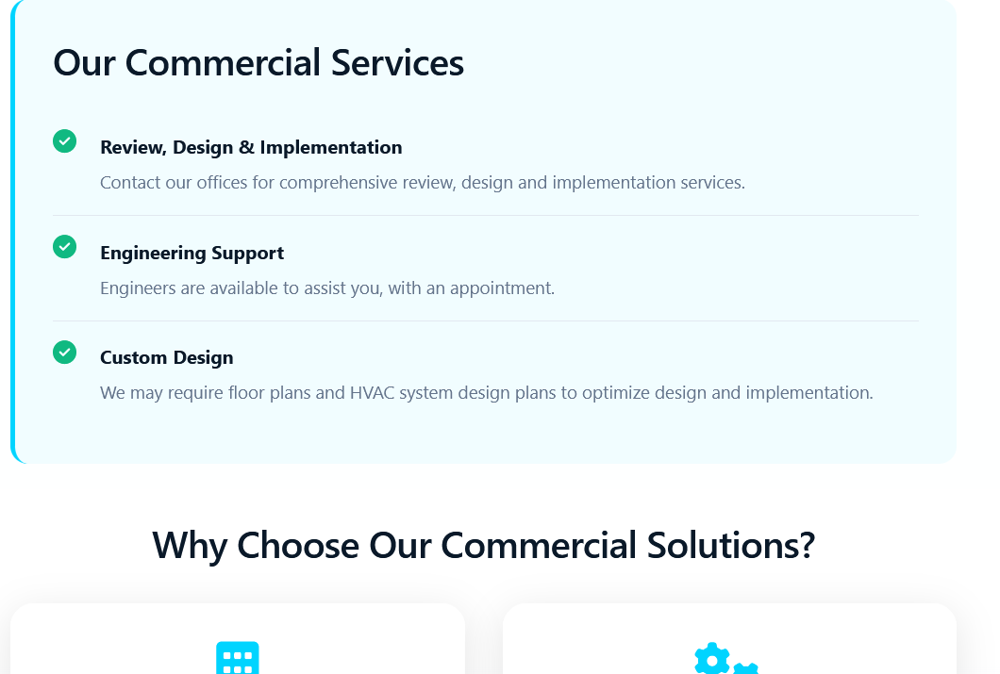 Our Commercial Services
Review, Design & Implementation
Contact our offices for comprehensive review, design and implementation services.
Engineering Support
Engineers are available to assist you, with an appointment.
Custom Design
We may require floor plans and HVAC system design plans to optimize design and implementation.
Why Choose Our Commercial Solutions?